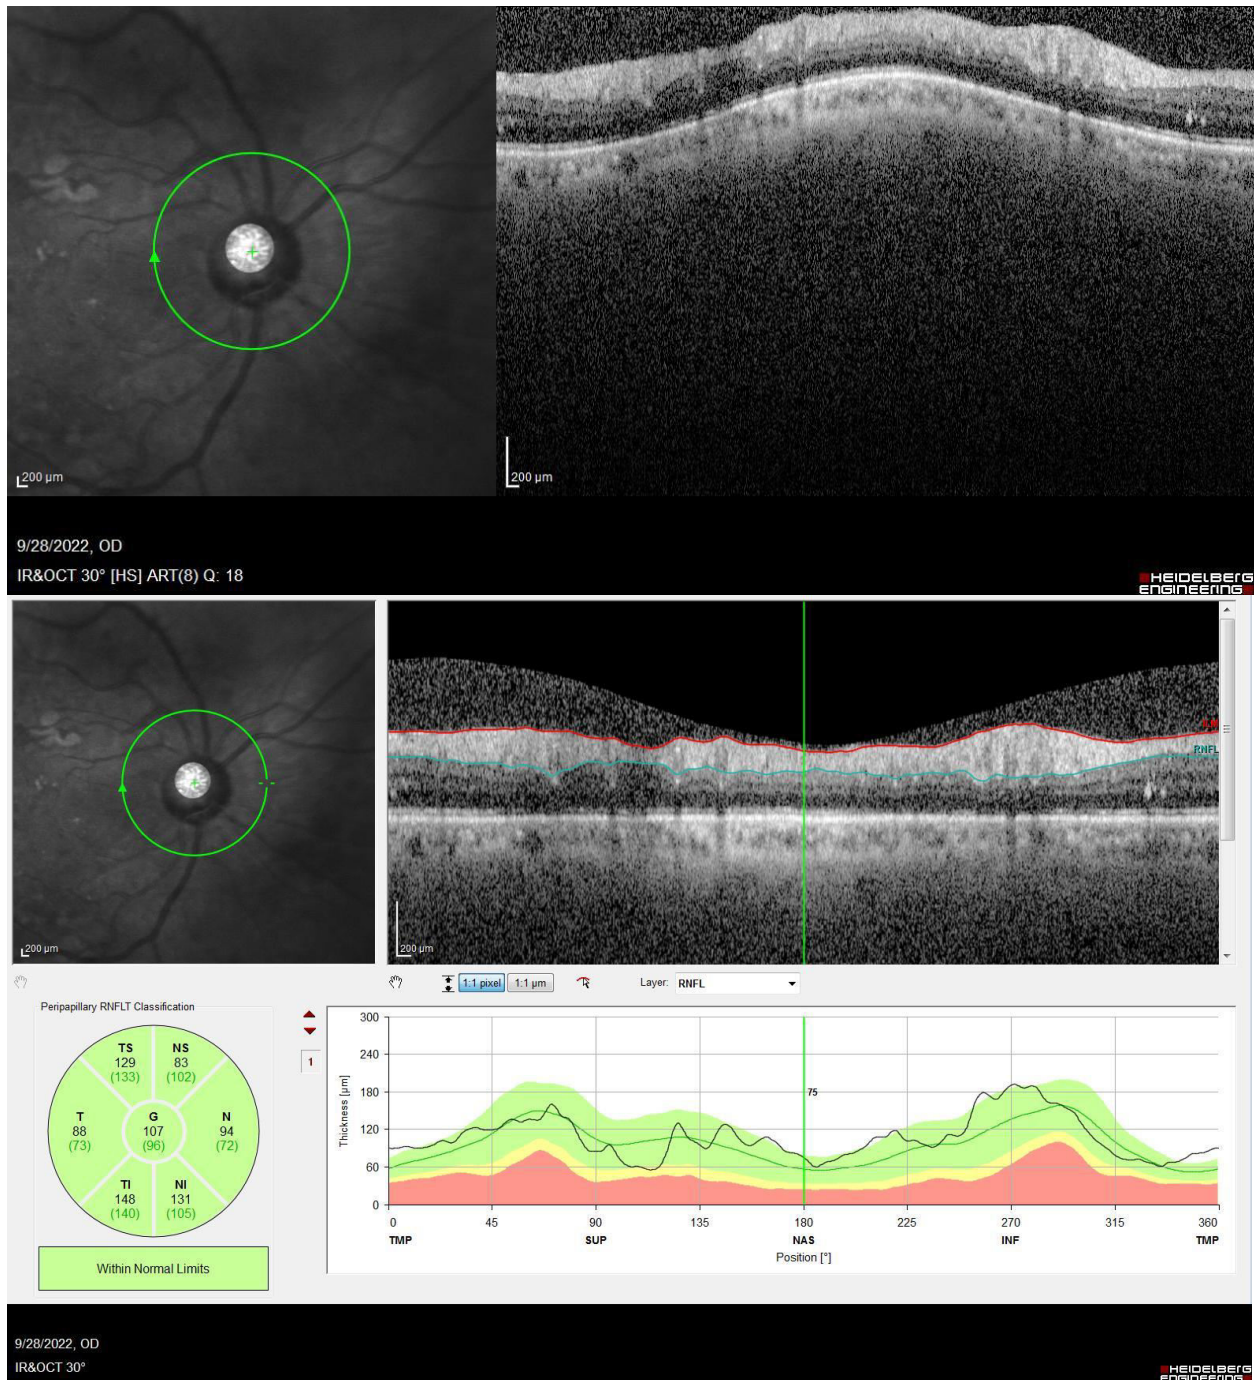 200 µm
200 µm
9/28/2022, OD
IR&OCT 30° [HS] ART(8) Q: 18
HEIDELBERG
ENGINEERING
200 µm
RNFL
200 µm
1:1 pixel 1:1 µm Layer: RNFL
Peripapillary RNFLT Classification
TS
129
(133)
NS
83
(102)
T
88
(73)
G
107
(96)
N
94
(72)
TI
148
(140)
NI
131
(105)
Within Normal Limits
1
Thickness [µm]
300
240
180
120
60
0
75
0 45 90 135 180 225 270 315 360
TMP SUP NAS INF TMP
Position [°]
9/28/2022, OD
IR&OCT 30°
HEIDELBERG
ENGINEERING